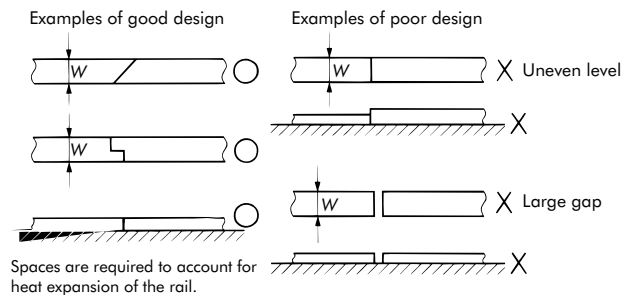 Examples of good design
W
W
Spaces are required to account for
heat expansion of the rail.
Examples of poor design
W
Uneven level
W
Large gap